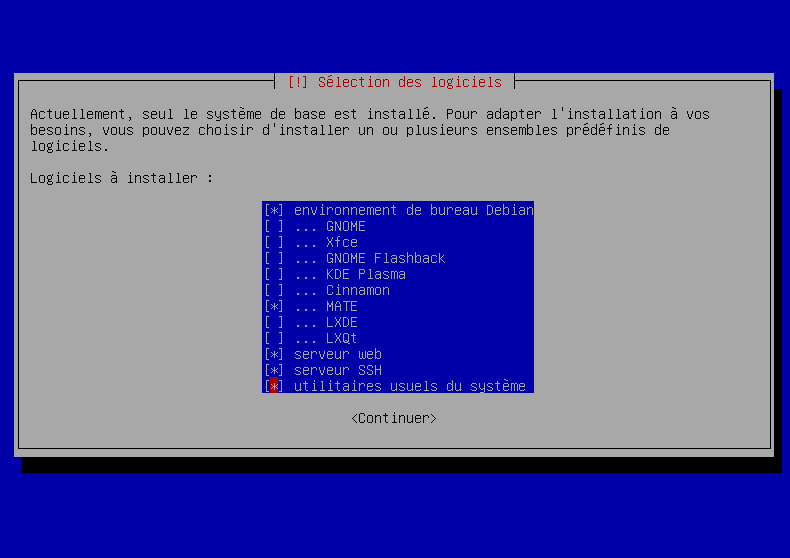 [!] Sélection des logiciels
Actuellement, seul le système de base est installé. Pour adapter l'installation à vos
besoins, vous pouvez choisir d'installer un ou plusieurs ensembles prédéfinis de
logiciels.
Logiciels à installer :
[*] environnement de bureau Debian
[ ] ... GNOME
[ ] ... Xfce
[ ] ... GNOME Flashback
[ ] ... KDE Plasma
[ ] ... Cinnamon
[*] ... MATE
[ ] ... LXDE
[ ] ... LXQt
[*] serveur web
[*] serveur SSH
[*] utilitaires usuels du système
<Continuer>